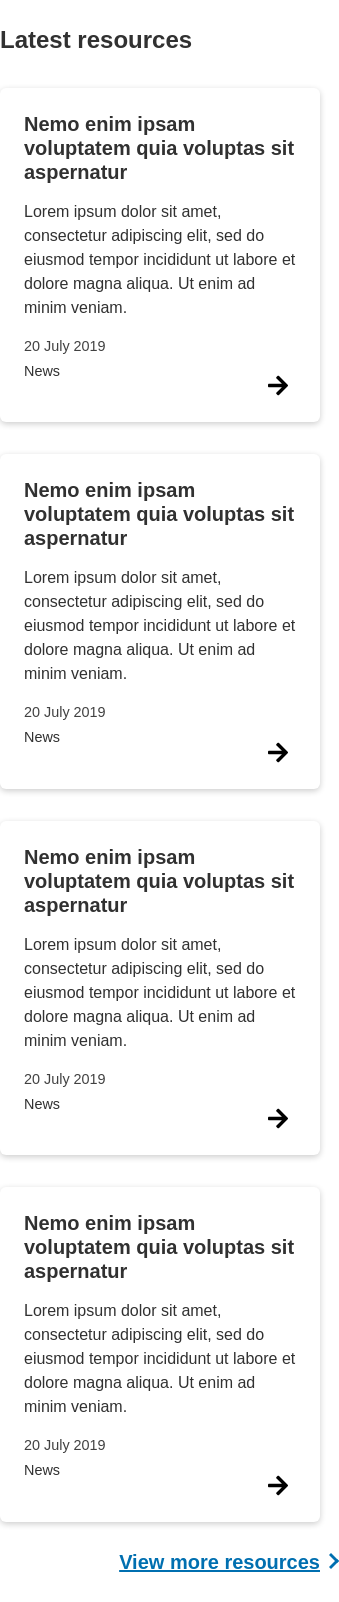 Latest resources
Nemo enim ipsam
voluptatem quia voluptas sit
aspernatur
Lorem ipsum dolor sit amet,
consectetur adipiscing elit, sed do
eiusmod tempor incididunt ut labore et
dolore magna aliqua. Ut enim ad
minim veniam.
20 July 2019
News
Nemo enim ipsam
voluptatem quia voluptas sit
aspernatur
Lorem ipsum dolor sit amet,
consectetur adipiscing elit, sed do
eiusmod tempor incididunt ut labore et
dolore magna aliqua. Ut enim ad
minim veniam.
20 July 2019
News
Nemo enim ipsam
voluptatem quia voluptas sit
aspernatur
Lorem ipsum dolor sit amet,
consectetur adipiscing elit, sed do
eiusmod tempor incididunt ut labore et
dolore magna aliqua. Ut enim ad
minim veniam.
20 July 2019
News
Nemo enim ipsam
voluptatem quia voluptas sit
aspernatur
Lorem ipsum dolor sit amet,
consectetur adipiscing elit, sed do
eiusmod tempor incididunt ut labore et
dolore magna aliqua. Ut enim ad
minim veniam.
20 July 2019
News
View more resources